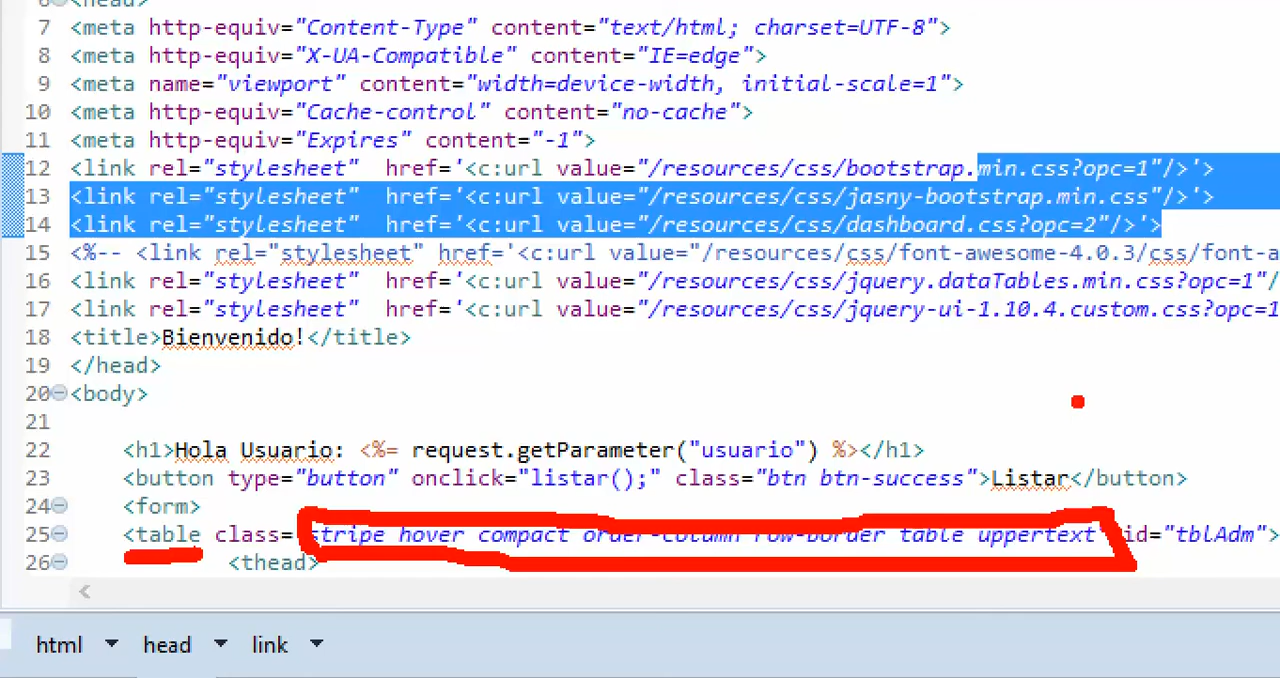 6 <head>
7 <meta http-equiv="Content-Type" content="text/html; charset=UTF-8">
8 <meta http-equiv="X-UA-Compatible" content="IE=edge">
9 <meta name="viewport" content="width=device-width, initial-scale=1">
10 <meta http-equiv="Cache-control" content="no-cache">
11 <meta http-equiv="Expires" content="-1">
12 <link rel="stylesheet"  href='<c:url value="/resources/css/bootstrap.min.css?opc=1"/>'>
13 <link rel="stylesheet"  href='<c:url value="/resources/css/jasny-bootstrap.min.css"/>'>
14 <link rel="stylesheet"  href='<c:url value="/resources/css/dashboard.css?opc=2"/>'>
15 <%-- <link rel="stylesheet"  href='<c:url value="/resources/css/font-awesome-4.0.3/css/font-a
16 <link rel="stylesheet"  href='<c:url value="/resources/css/jquery.dataTables.min.css?opc=1"/
17 <link rel="stylesheet"  href='<c:url value="/resources/css/jquery-ui-1.10.4.custom.css?opc=1
18 <title>Bienvenido!</title>
19 </head>
20 <body>
21
22 <h1>Hola Usuario: <%= request.getParameter("usuario") %></h1>
23 <button type="button" onclick="listar();" class="btn btn-success">Listar</button>
24 <form>
25 <table class="stripe hover compact order-column row-border table uppertext" id="tblAdm">
26 <thead>
html head link